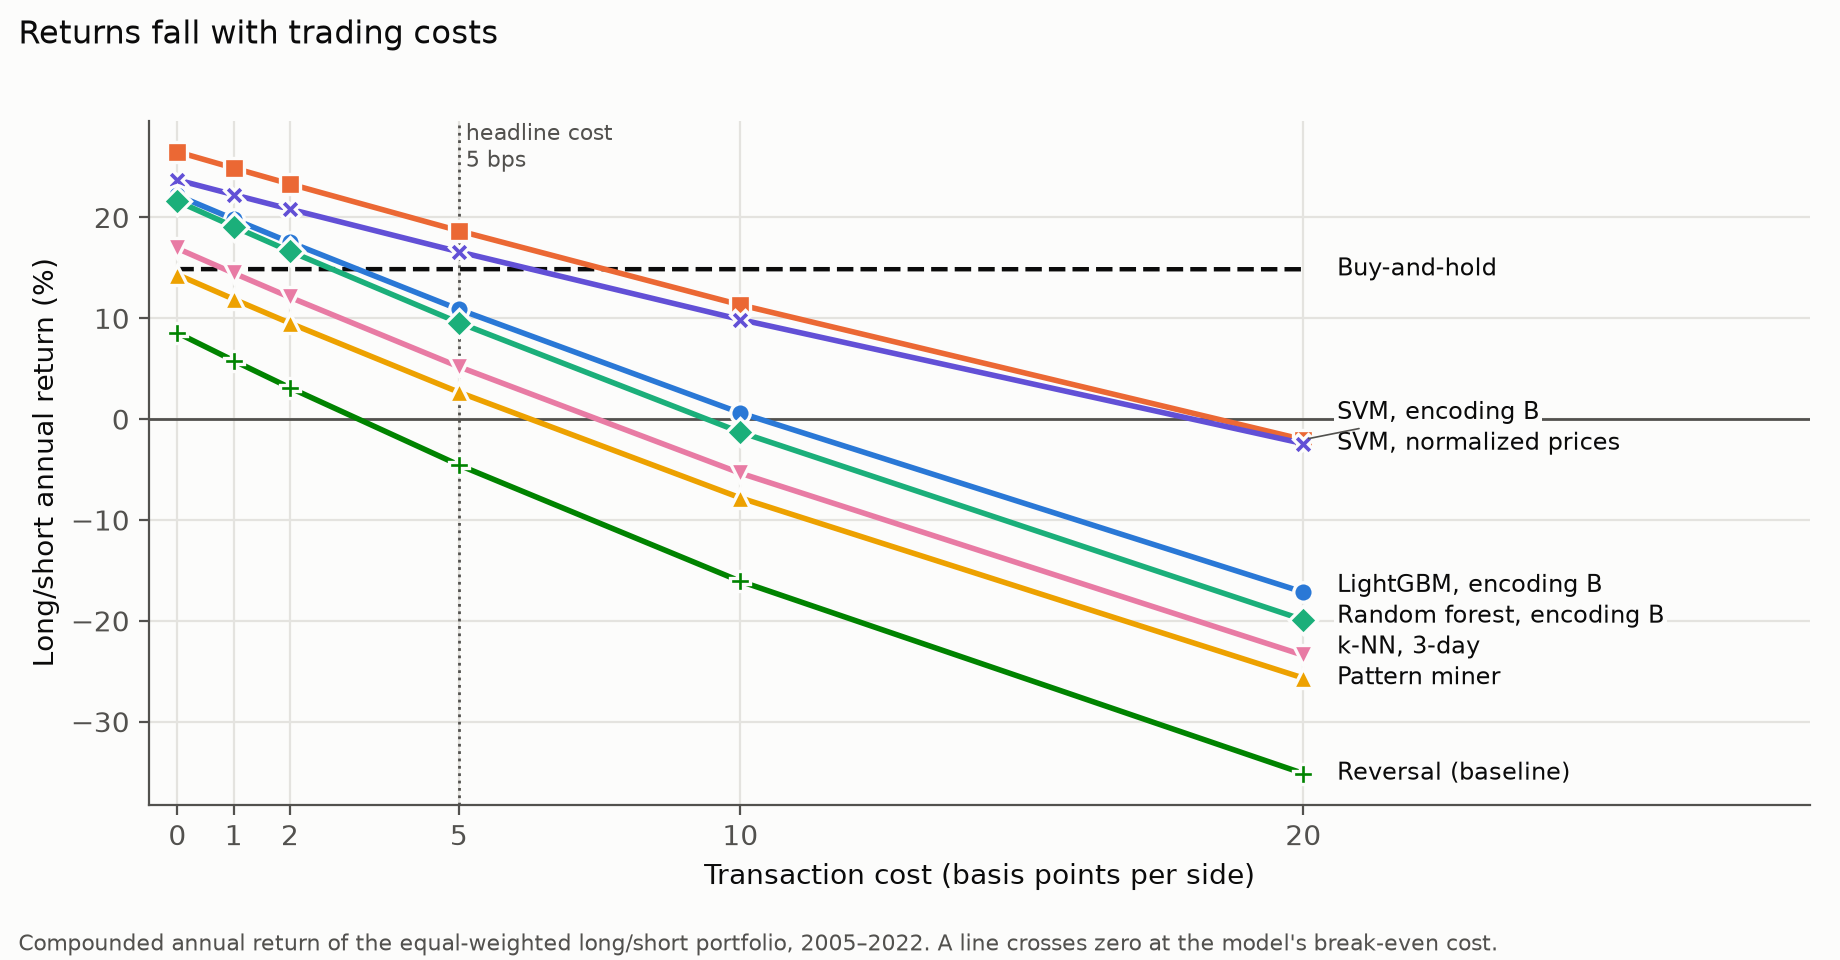 Returns fall with trading costs
headline cost
5 bps
Long/short annual return (%)
20
10
0
−10
−20
−30
Buy-and-hold
SVM, encoding B
SVM, normalized prices
LightGBM, encoding B
Random forest, encoding B
k-NN, 3-day
Pattern miner
Reversal (baseline)
0 1 2 5 10 20
Transaction cost (basis points per side)
Compounded annual return of the equal-weighted long/short portfolio, 2005–2022. A line crosses zero at the model's break-even cost.